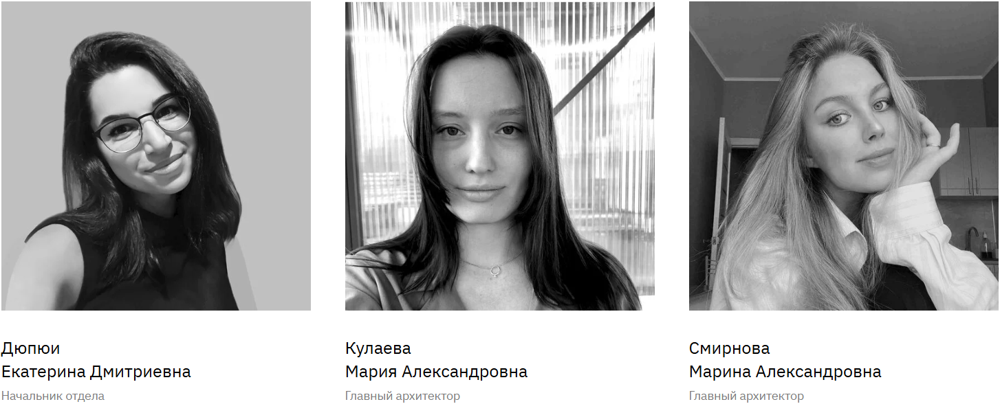 Дюпюи
Екатерина Дмитриевна
Начальник отдела
Кулаева
Мария Александровна
Главный архитектор
Смирнова
Марина Александровна
Главный архитектор